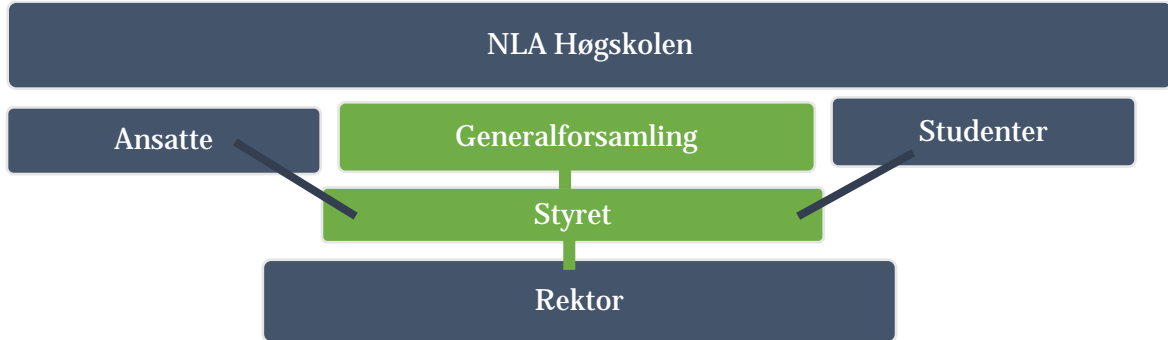 NLA Høgskolen
Ansatte
Generalforsamling
Studenter
Styret
Rektor